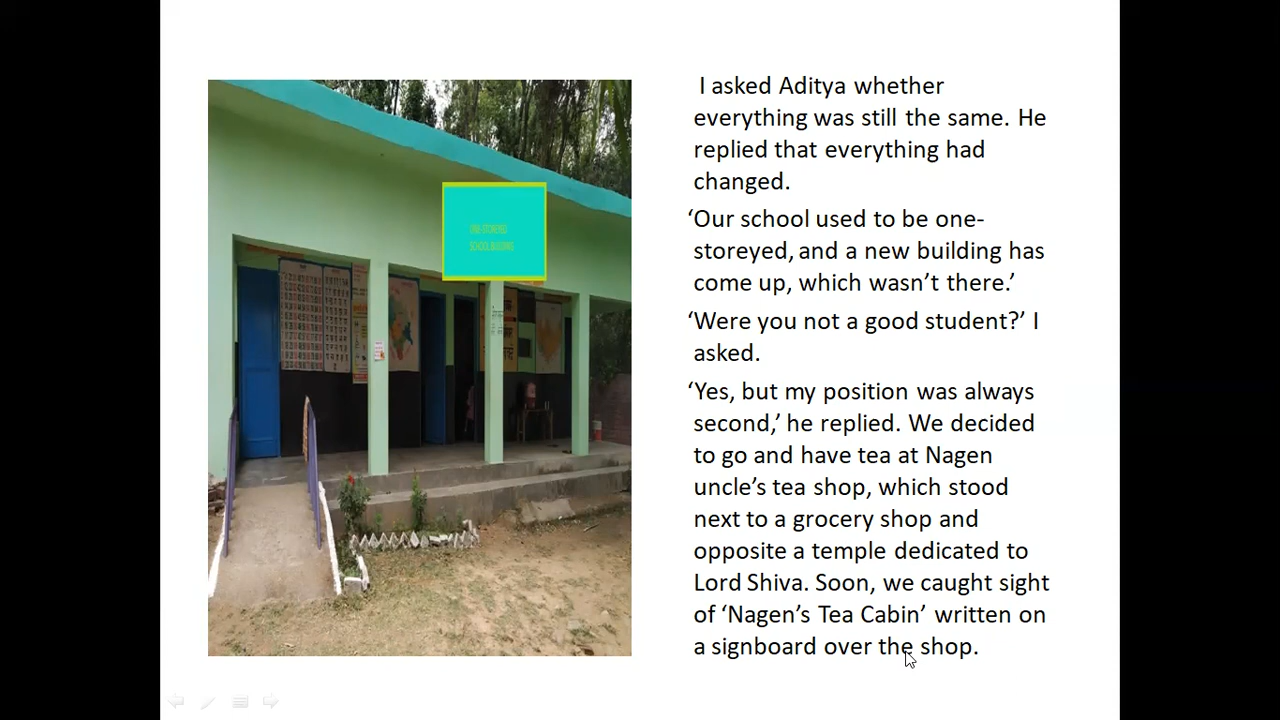 ONE-STOREYED
SCHOOL BUILDING
I asked Aditya whether
everything was still the same. He
replied that everything had
changed.
‘Our school used to be one-
storeyed, and a new building has
come up, which wasn’t there.’
‘Were you not a good student?’ I
asked.
‘Yes, but my position was always
second,’ he replied. We decided
to go and have tea at Nagen
uncle’s tea shop, which stood
next to a grocery shop and
opposite a temple dedicated to
Lord Shiva. Soon, we caught sight
of ‘Nagen’s Tea Cabin’ written on
a signboard over the shop.